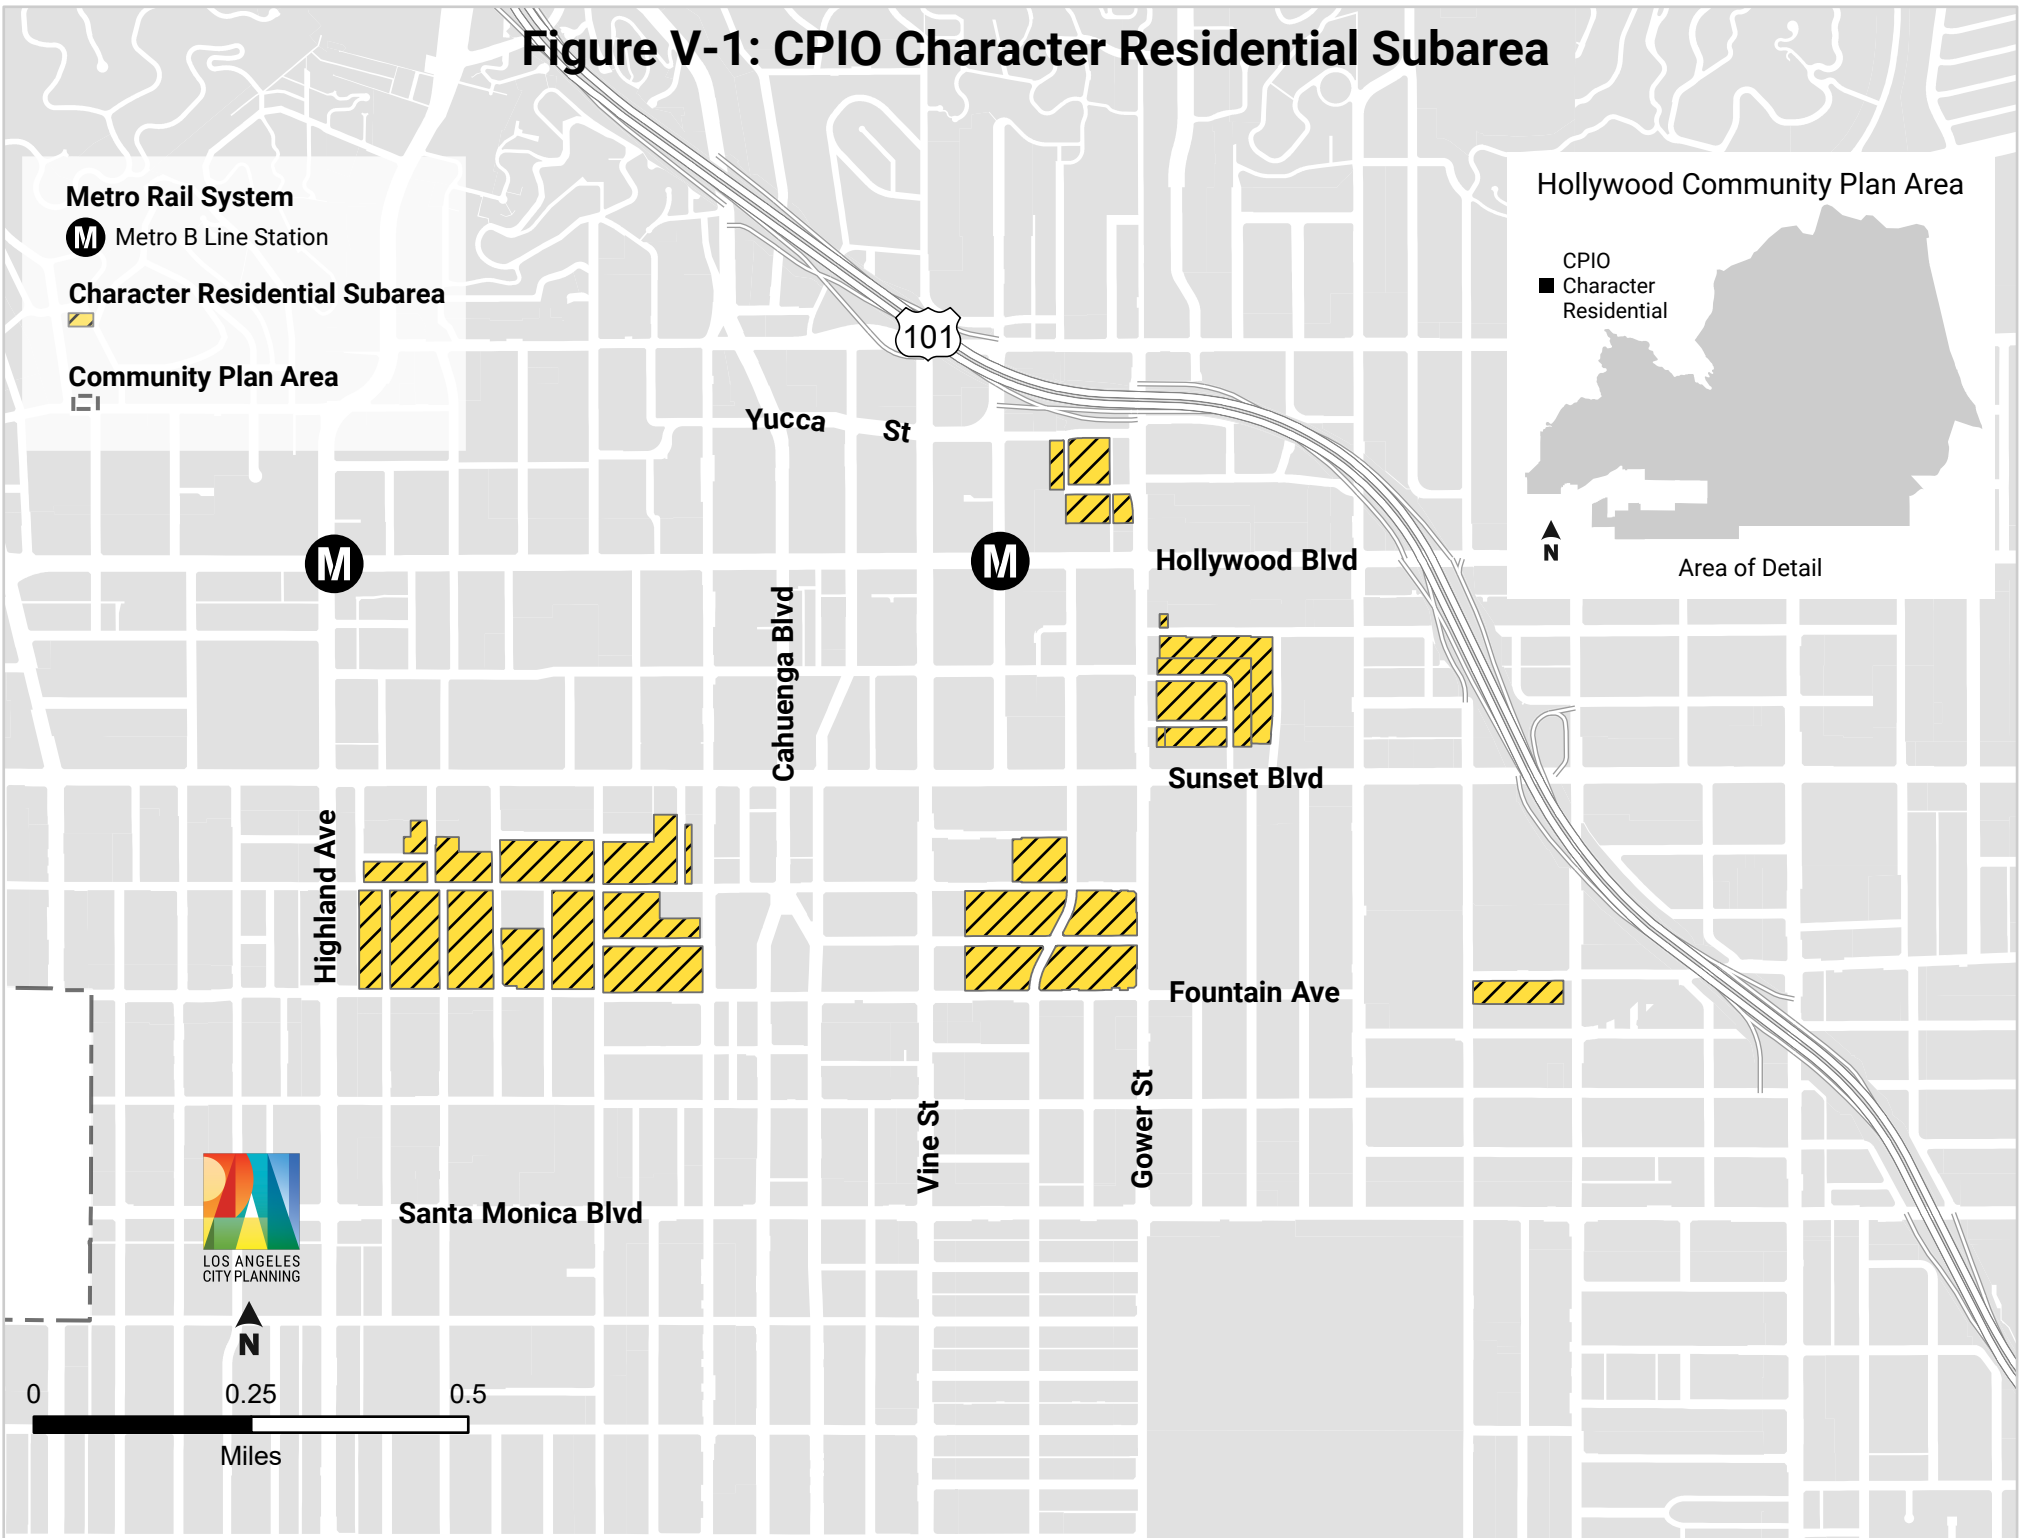 Figure V-1: CPIO Character Residential Subarea
Metro Rail System
M Metro B Line Station
Character Residential Subarea
Community Plan Area
Hollywood Community Plan Area
CPIO
Character
Residential
N
Area of Detail
101
Yucca St
M
M
Hollywood Blvd
Cahuenga Blvd
Sunset Blvd
Highland Ave
Fountain Ave
Vine St
Gower St
Santa Monica Blvd
LOS ANGELES
CITY PLANNING
N
0 0.25 0.5
Miles